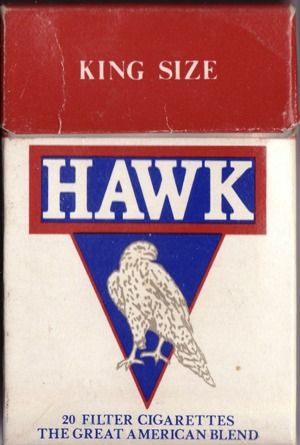 KING SIZE
HAWK
20 FILTER CIGARETTES
THE GREAT AMERICAN BLEND